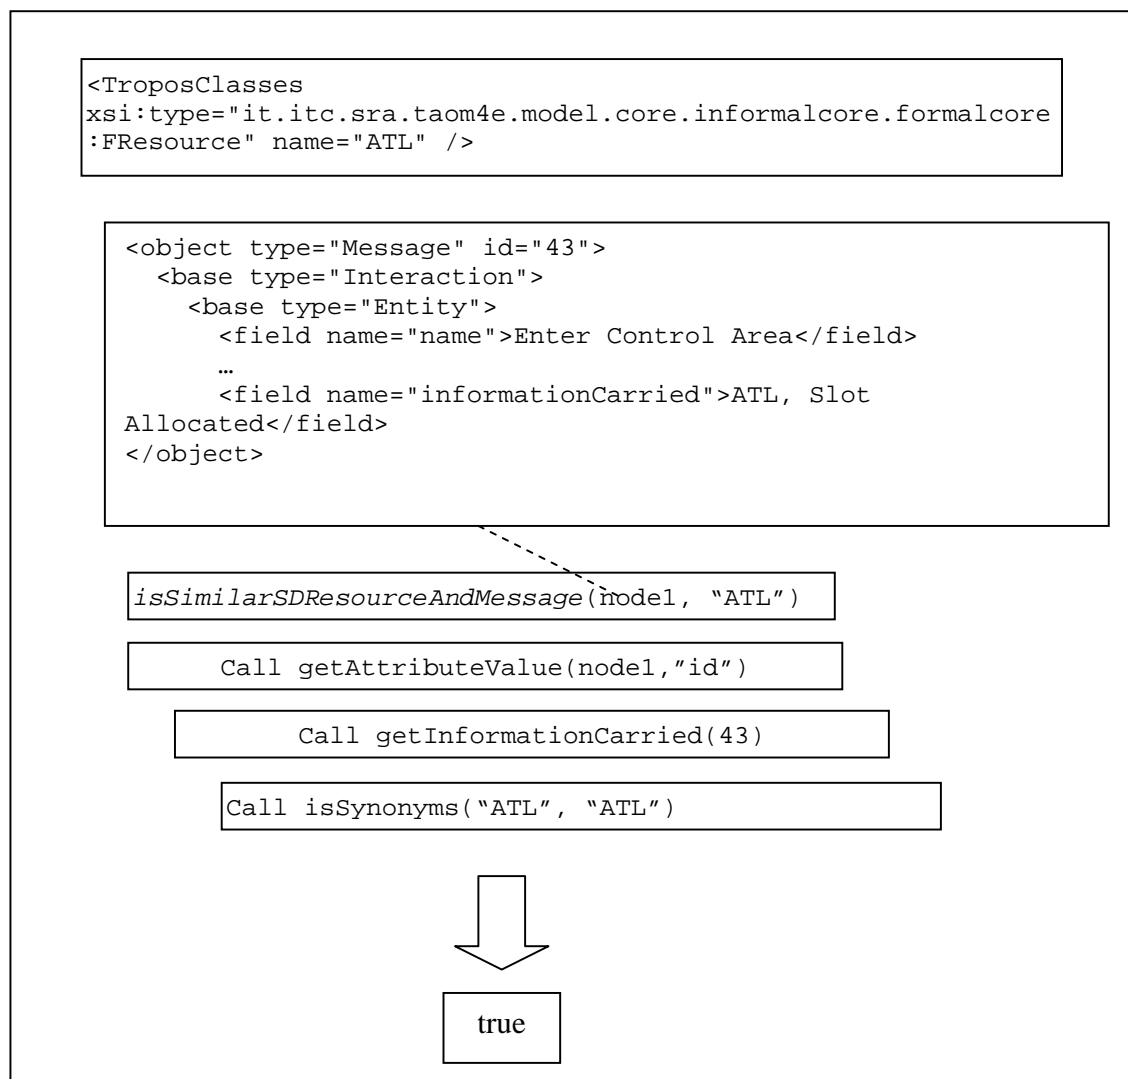 <TroposClasses
xsi:type="it.itc.sra.taom4e.model.core.informalcore.formalcore
:FResource" name="ATL" />
<object type="Message" id="43">
<base type="Interaction">
<base type="Entity">
<field name="name">Enter Control Area</field>
…
<field name="informationCarried">ATL, Slot
Allocated</field>
</object>
isSimilarSDResourceAndMessage(node1, “ATL”)
Call getAttributeValue(node1,”id”)
Call getInformationCarried(43)
Call isSynonyms(“ATL”, “ATL”)
true